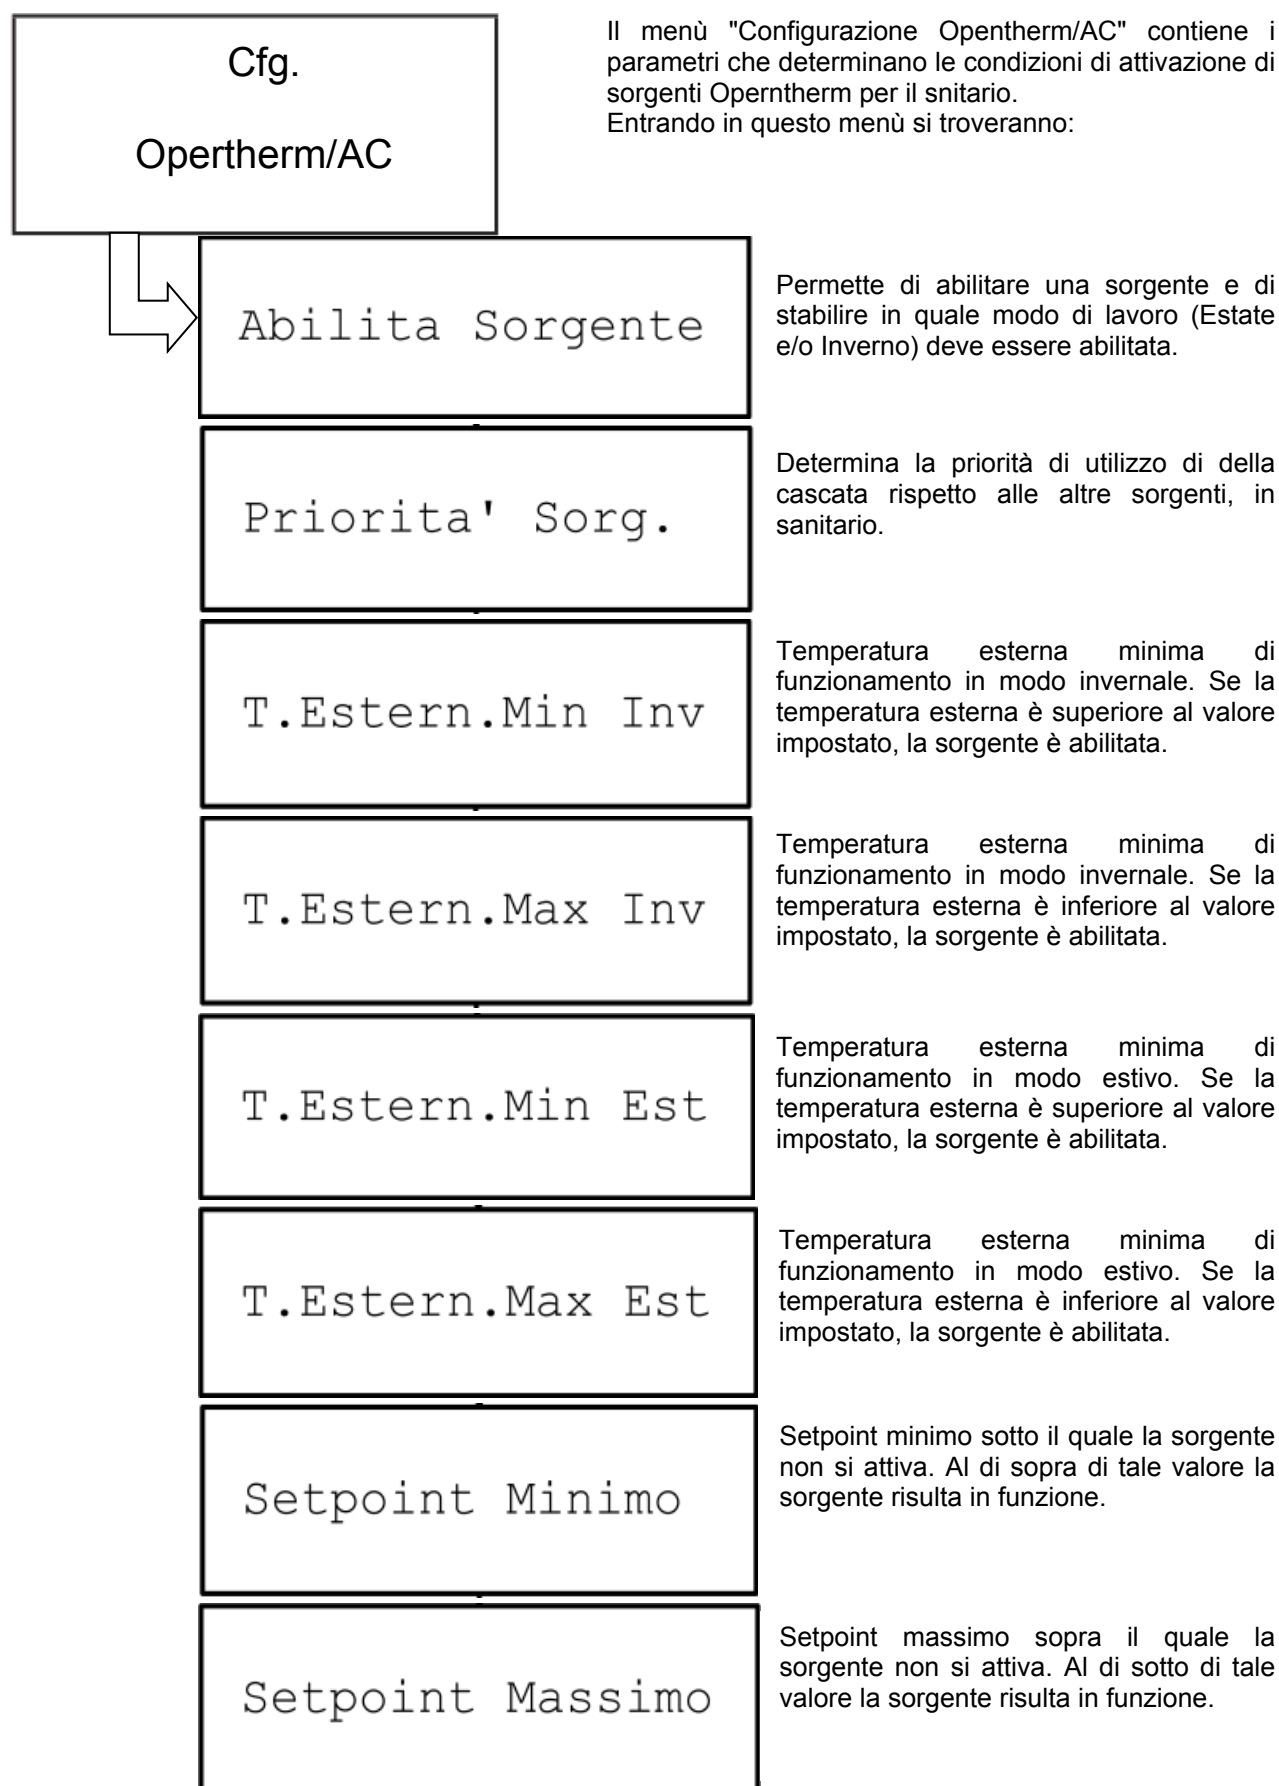 Cfg.
Opertherm/AC
Il menù "Configurazione Opentherm/AC" contiene i
parametri che determinano le condizioni di attivazione di
sorgenti Operntherm per il snitario.
Entrando in questo menù si troveranno:
Abilita Sorgente
Permette di abilitare una sorgente e di
stabilire in quale modo di lavoro (Estate
e/o Inverno) deve essere abilitata.
Priorita' Sorg.
Determina la priorità di utilizzo di della
cascata rispetto alle altre sorgenti, in
sanitario.
T.Estern.Min Inv
Temperatura esterna minima di
funzionamento in modo invernale. Se la
temperatura esterna è superiore al valore
impostato, la sorgente è abilitata.
T.Estern.Max Inv
Temperatura esterna minima di
funzionamento in modo invernale. Se la
temperatura esterna è inferiore al valore
impostato, la sorgente è abilitata.
T.Estern.Min Est
Temperatura esterna minima di
funzionamento in modo estivo. Se la
temperatura esterna è superiore al valore
impostato, la sorgente è abilitata.
T.Estern.Max Est
Temperatura esterna minima di
funzionamento in modo estivo. Se la
temperatura esterna è inferiore al valore
impostato, la sorgente è abilitata.
Setpoint Minimo
Setpoint minimo sotto il quale la sorgente
non si attiva. Al di sopra di tale valore la
sorgente risulta in funzione.
Setpoint Massimo
Setpoint massimo sopra il quale la
sorgente non si attiva. Al di sotto di tale
valore la sorgente risulta in funzione.